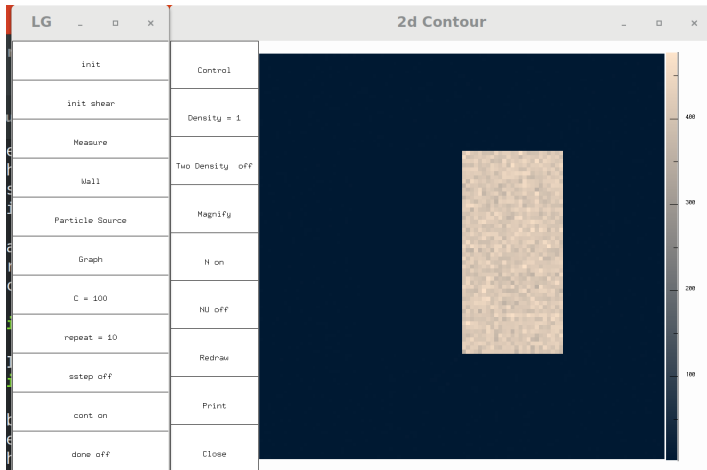 LG
2d Contour
init
init shear
Measure
Wall
Particle Source
Graph
C = 100
repeat = 10
sstep off
cont on
done off
Control
Density = 1
Two Density off
Magnify
N on
NU off
Redraw
Print
Close
400
300
200
100